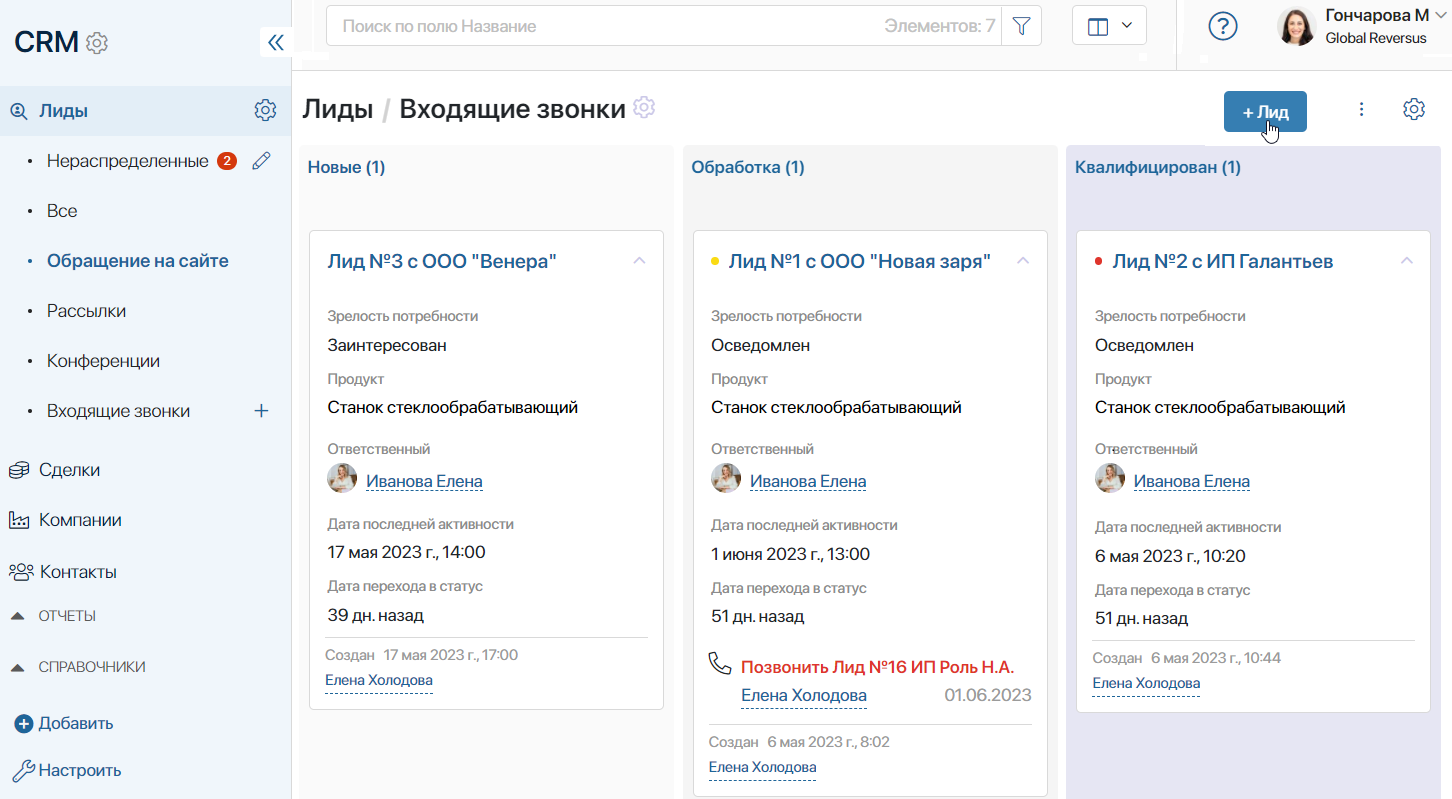 CRM
Поиск по полю Название
Элементов: 7
Гончарова М
Global Reversus
Лиды
Нераспределенные 2
Все
Обращение на сайте
Рассылки
Конференции
Входящие звонки
Сделки
Компании
Контакты
ОТЧЕТЫ
СПРАВОЧНИКИ
Добавить
Настроить
Лиды / Входящие звонки
+ Лид
Новые (1)
Лид №3 с ООО "Венера"
Зрелость потребности
Заинтересован
Продукт
Станок стеклообрабатывающий
Ответственный
Иванова Елена
Дата последней активности
17 мая 2023 г., 14:00
Дата перехода в статус
39 дн. назад
Создан 17 мая 2023 г., 17:00
Елена Холодова
Обработка (1)
Лид №1 с ООО "Новая заря"
Зрелость потребности
Осведомлен
Продукт
Станок стеклообрабатывающий
Ответственный
Иванова Елена
Дата последней активности
1 июня 2023 г., 13:00
Дата перехода в статус
51 дн. назад
Позвонить Лид №16 ИП Роль Н.А.
Елена Холодова 01.06.2023
Создан 6 мая 2023 г., 8:02
Елена Холодова
Квалифицирован (1)
Лид №2 с ИП Галантьев
Зрелость потребности
Осведомлен
Продукт
Станок стеклообрабатывающий
Ответственный
Иванова Елена
Дата последней активности
6 мая 2023 г., 10:20
Дата перехода в статус
51 дн. назад
Создан 6 мая 2023 г., 10:44
Елена Холодова